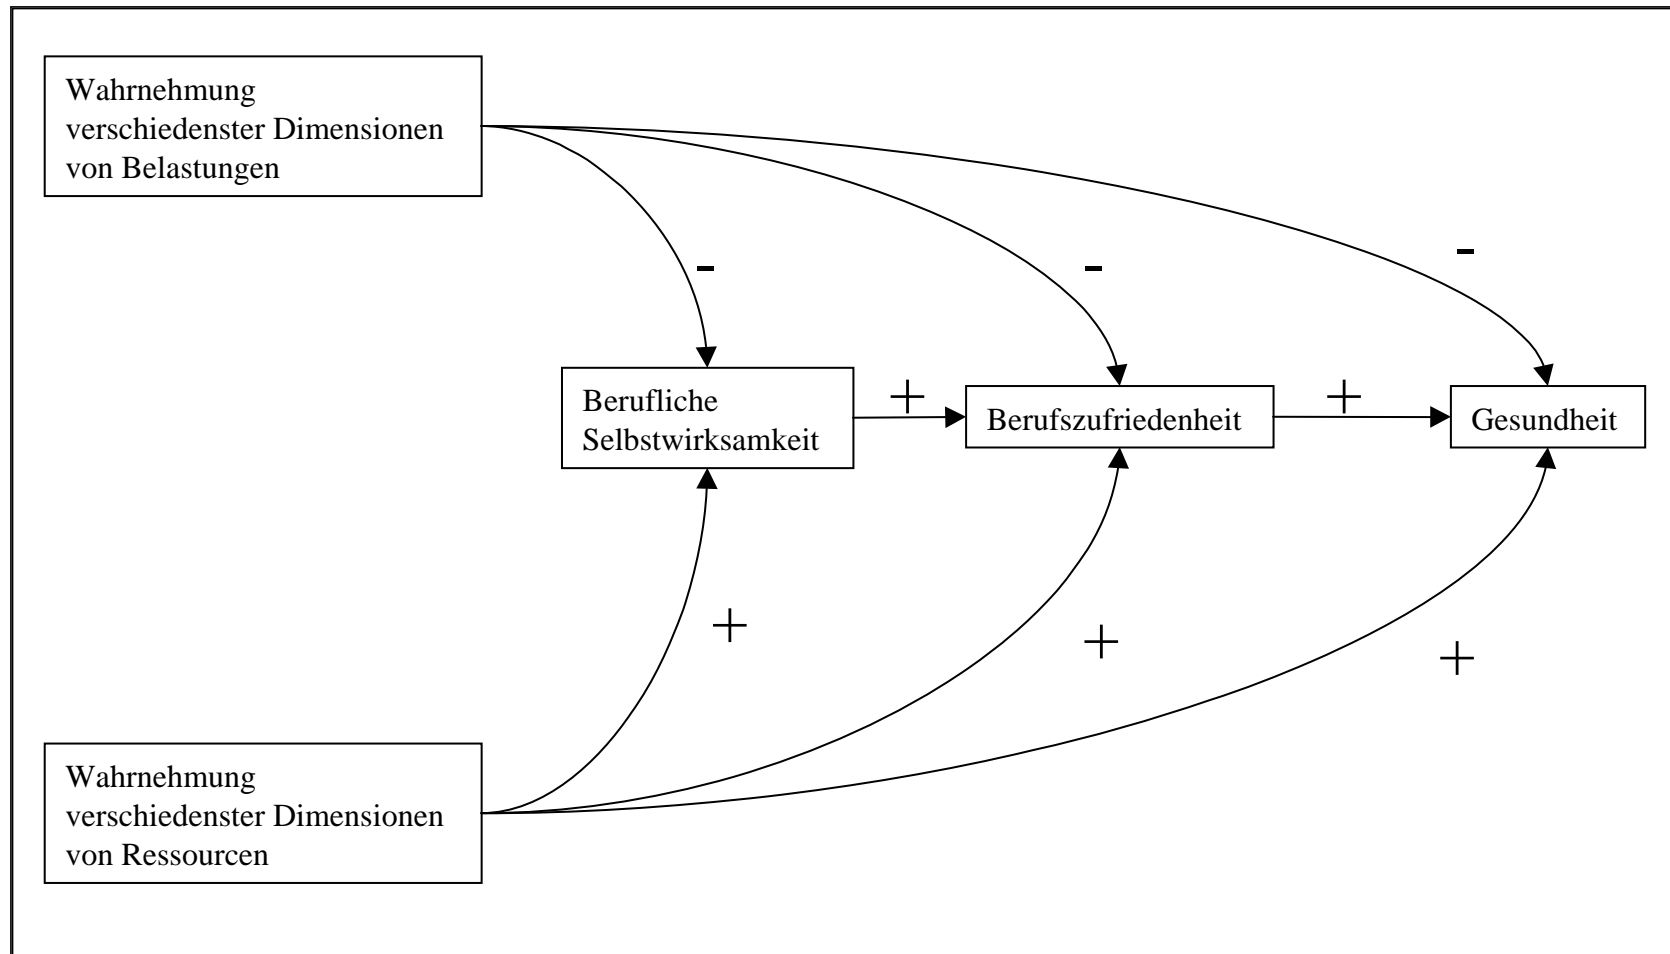 Wahrnehmung
verschiedenster Dimensionen
von Belastungen
-
-
-
Berufliche
Selbstwirksamkeit
+
Berufszufriedenheit
+
Gesundheit
+
+
+
Wahrnehmung
verschiedenster Dimensionen
von Ressourcen